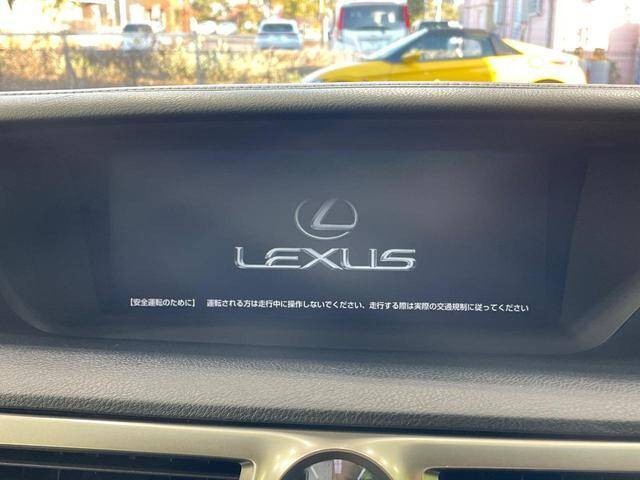 LEXUS
【安全運転のために】 運転される方は走行中に操作しないでください、走行する際は実際の交通規制に従ってください